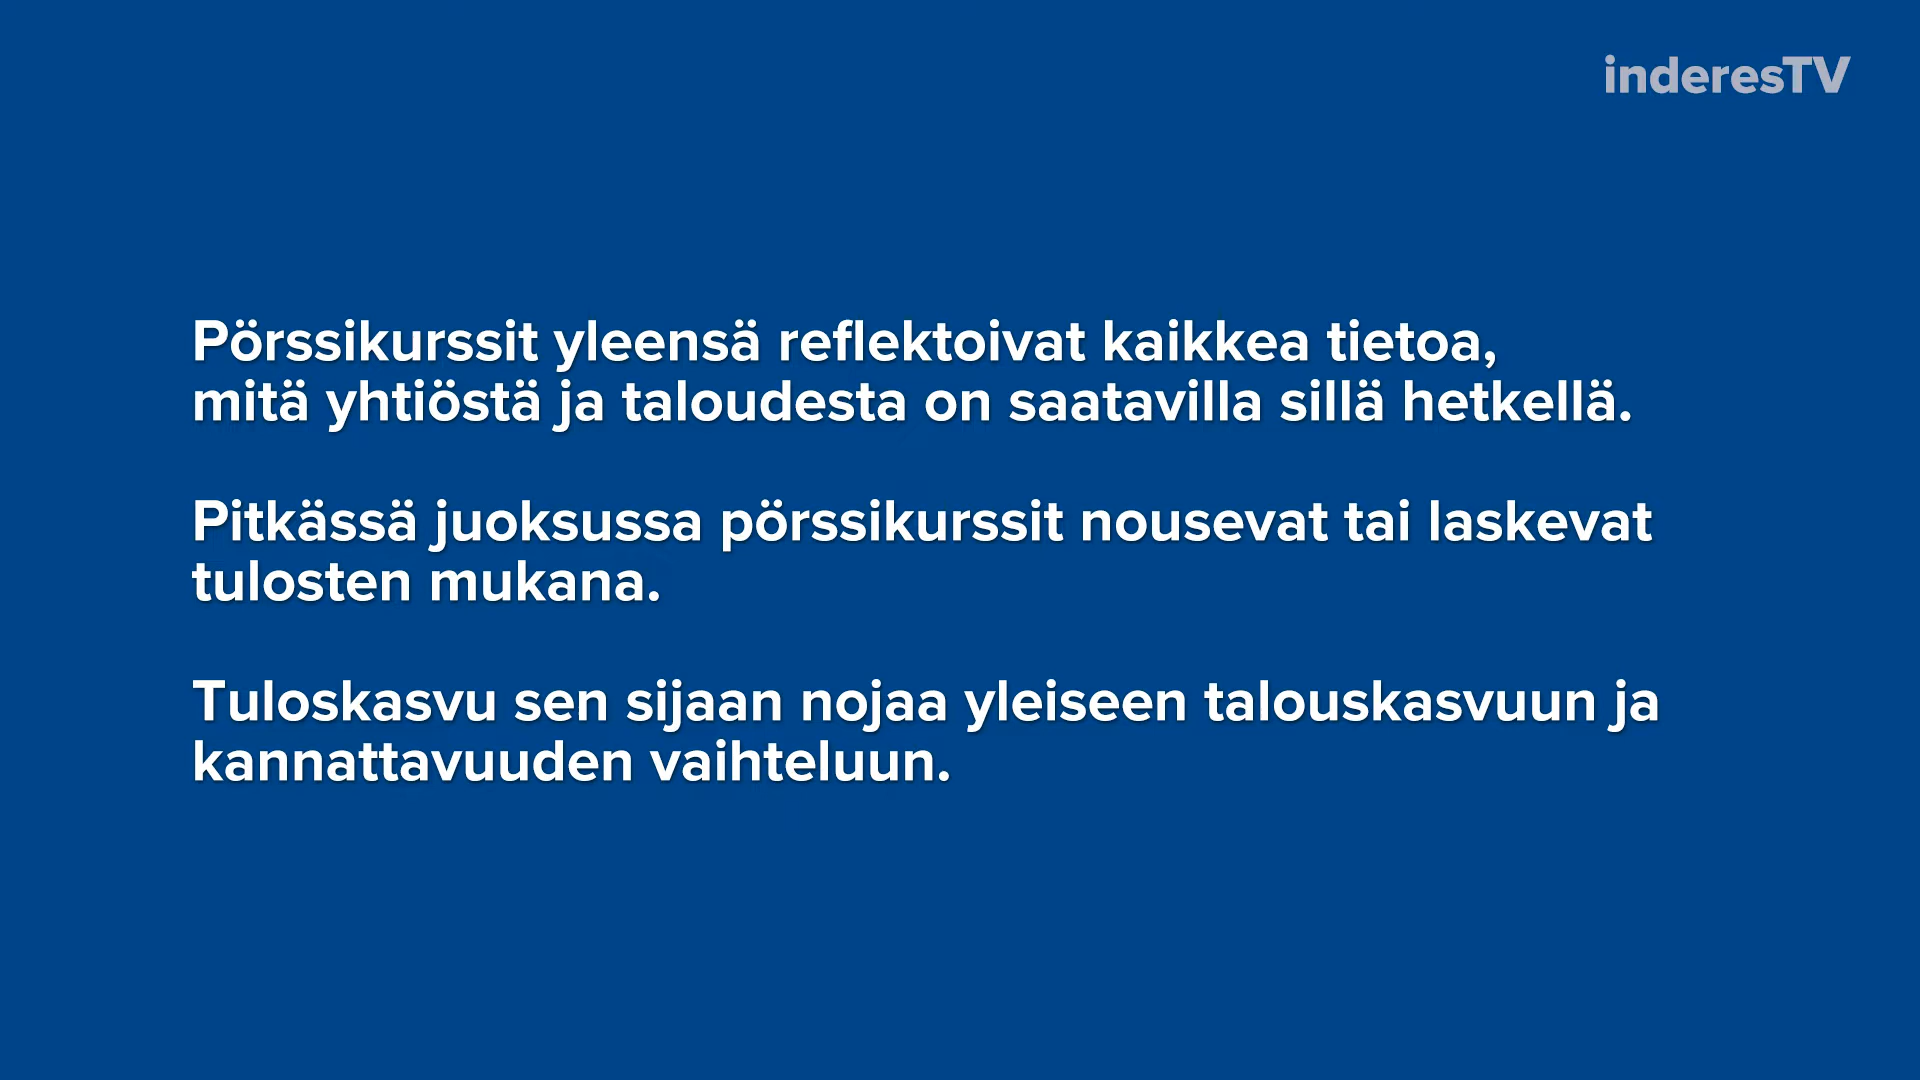 inderesTV
Pörssikurssit yleensä reflektoivat kaikkea tietoa,
mitä yhtiöstä ja taloudesta on saatavilla sillä hetkellä.
Pitkässä juoksussa pörssikurssit nousevat tai laskevat
tulosten mukana.
Tuloskasvu sen sijaan nojaa yleiseen talouskasvuun ja
kannattavuuden vaihteluun.